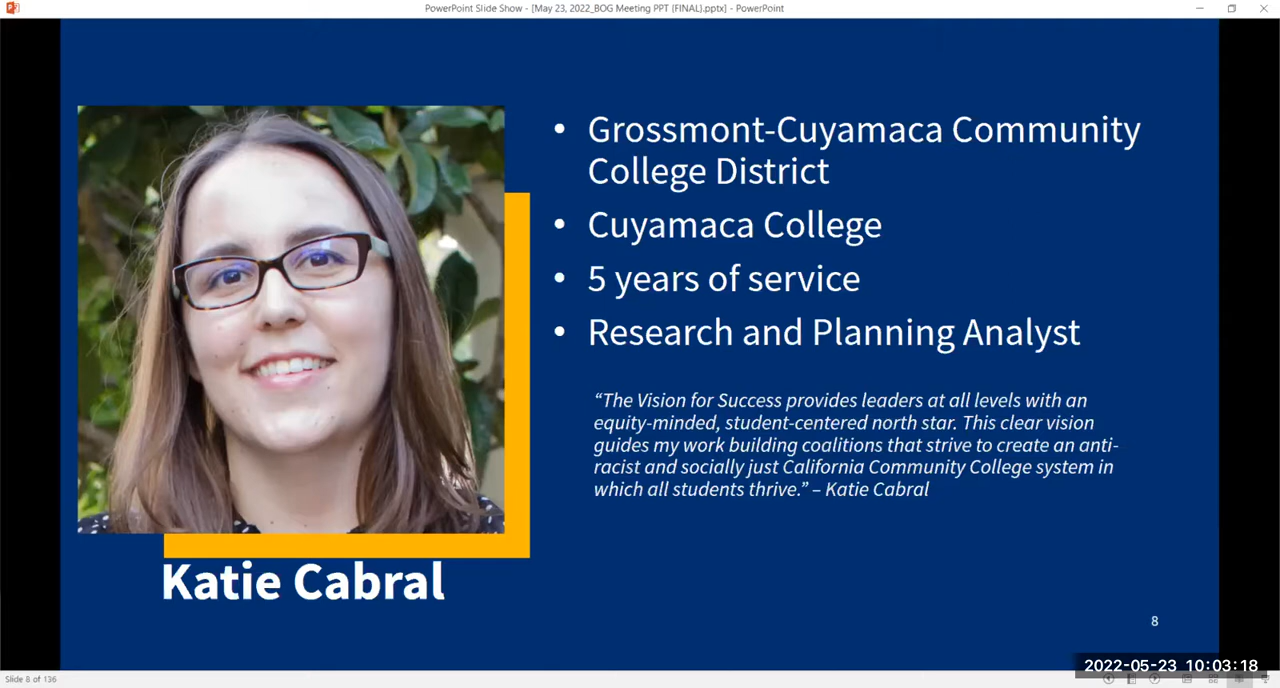 PowerPoint Slide Show - [May 23, 2022_BOG Meeting PPT (FINAL).pptx] - PowerPoint
• Grossmont-Cuyamaca Community
College District
• Cuyamaca College
• 5 years of service
• Research and Planning Analyst
“The Vision for Success provides leaders at all levels with an
equity-minded, student-centered north star. This clear vision
guides my work building coalitions that strive to create an anti-
racist and socially just California Community College system in
which all students thrive.” – Katie Cabral
Katie Cabral
8
2022-05-23 10:03:18
Slide 8 of 136